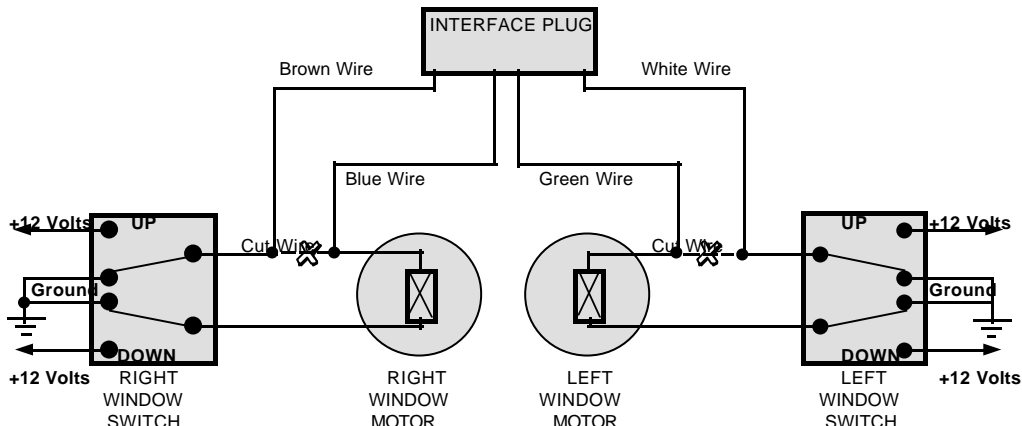 INTERFACE PLUG
Brown Wire
White Wire
Blue Wire
Green Wire
+12 Volts
UP
UP
+12 Volts
Cut Wire
Cut Wire
Ground
Ground
DOWN
DOWN
+12 Volts
RIGHT
WINDOW
SWITCH
RIGHT
WINDOW
MOTOR
LEFT
WINDOW
MOTOR
LEFT
WINDOW
SWITCH
+12 Volts